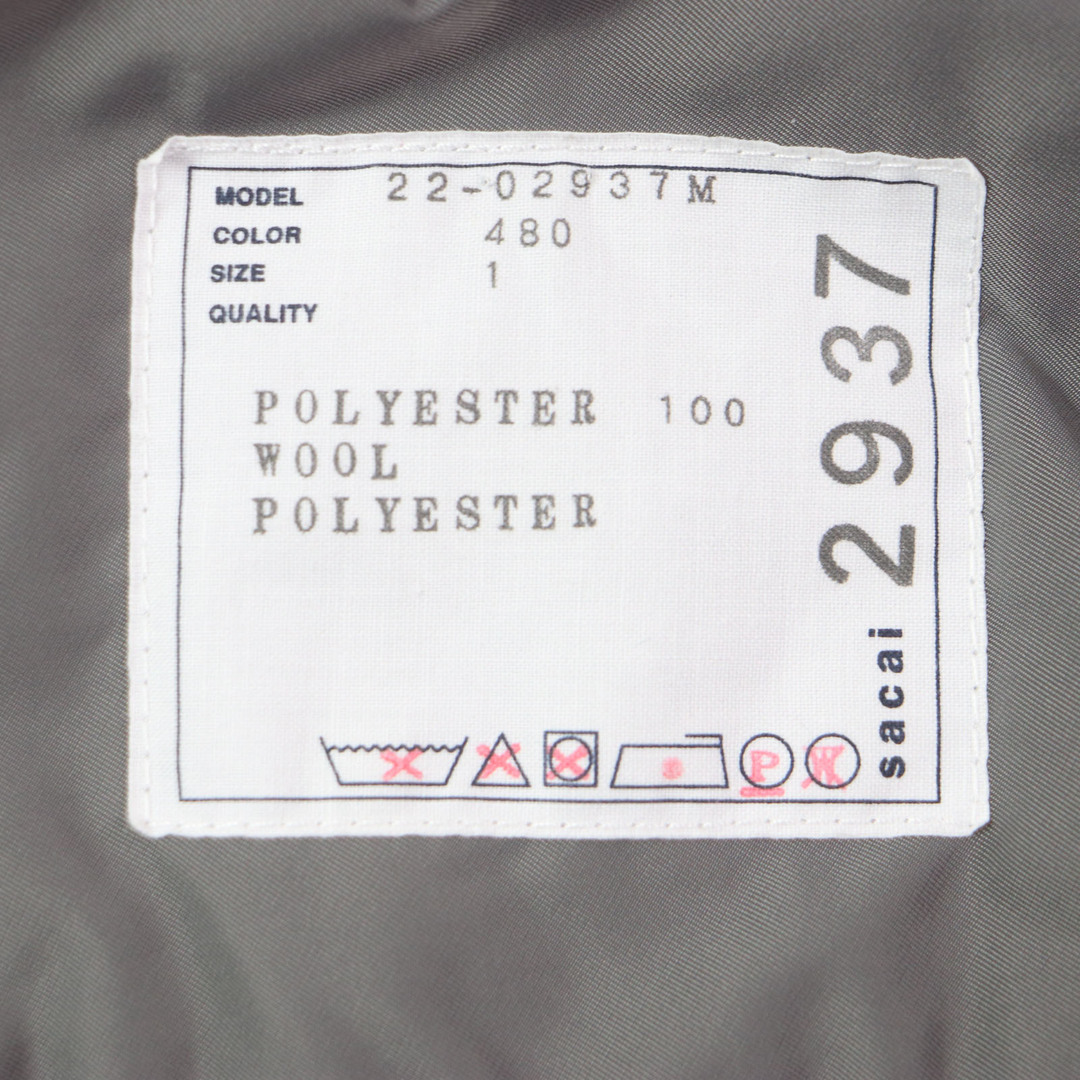 MODEL 22-02937M
COLOR 480
SIZE 1
QUALITY
POLYESTER 100
WOOL
POLYESTER
sacai 2937
P W